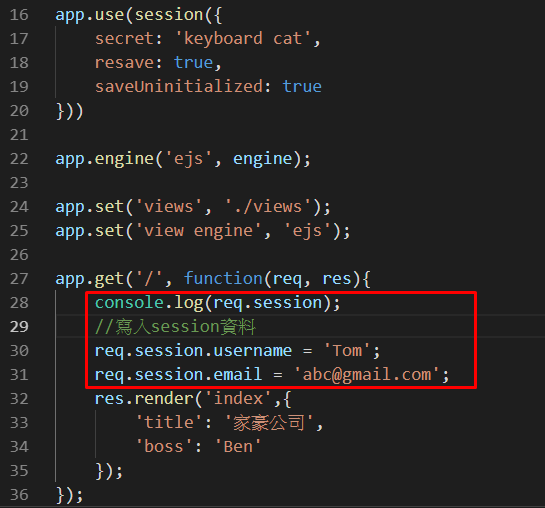 16 app.use(session({
17     secret: 'keyboard cat',
18     resave: true,
19     saveUninitialized: true
20 }))
21
22 app.engine('ejs', engine);
23
24 app.set('views', './views');
25 app.set('view engine', 'ejs');
26
27 app.get('/', function(req, res){
28     console.log(req.session);
29     //寫入session資料
30     req.session.username = 'Tom';
31     req.session.email = 'abc@gmail.com';
32     res.render('index',{
33         'title': '家豪公司',
34         'boss': 'Ben'
35     });
36 });